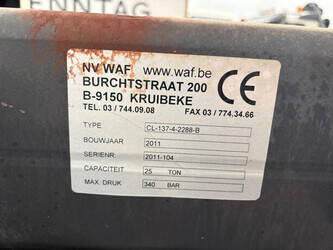 NNTAG
NV WAF www.waf.be
BURCHTSTRAAT 200
B-9150 KRUIBEKE
TEL. 03 / 744.09.08 FAX 03 / 774.34.66
CE
TYPE CL-137-4-2288-B
BOUWJAAR 2011
SERIENR. 2011-104
CAPACITEIT 25 TON
MAX. DRUK 340 BAR